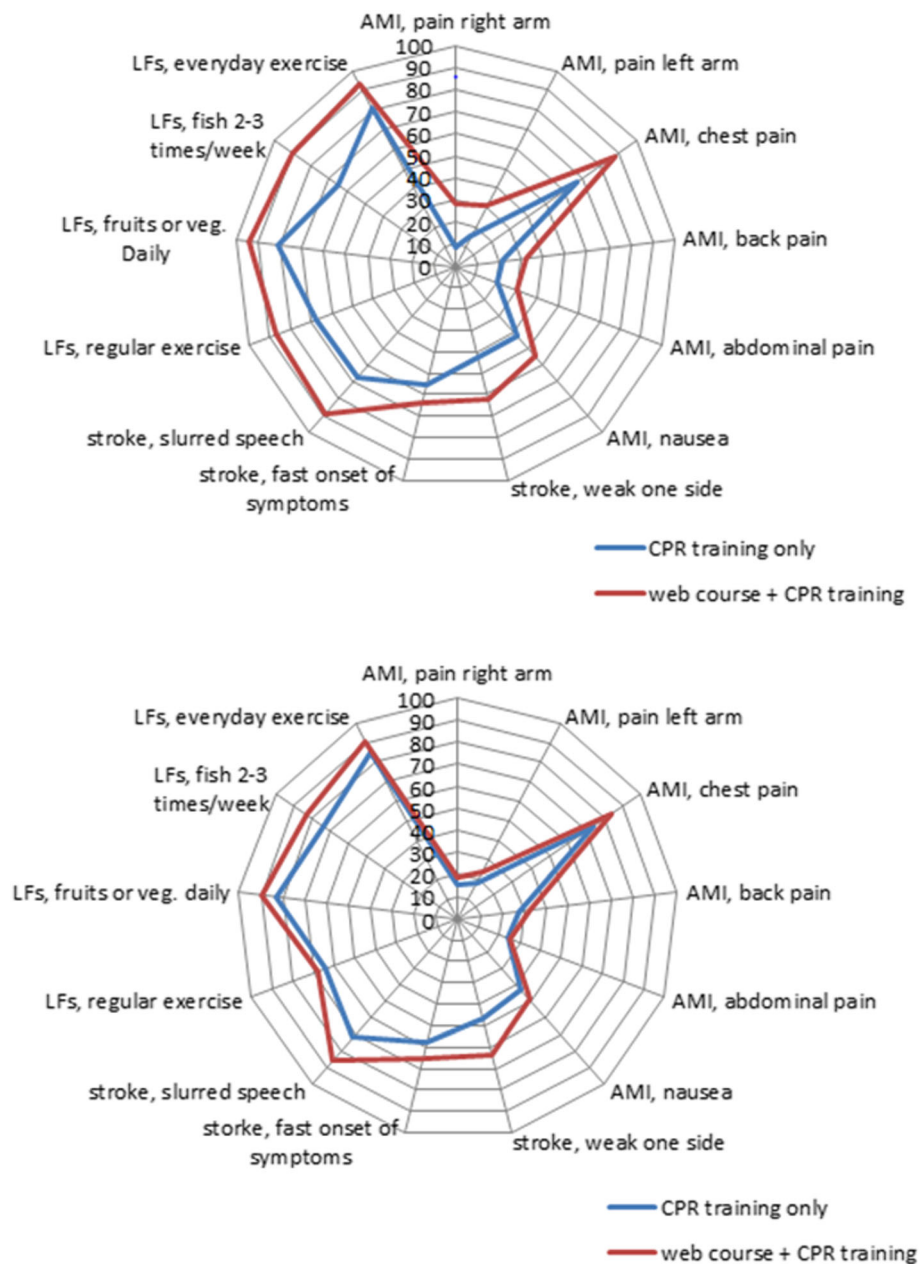 AMI, pain right arm
100
90
80
70
60
50
40
30
20
10
0
LFs, everyday exercise
AMI, pain left arm
LFs, fish 2-3
times/week
AMI, chest pain
LFs, fruits or veg.
Daily
AMI, back pain
LFs, regular exercise
AMI, abdominal pain
stroke, slurred speech
AMI, nausea
stroke, fast onset of
symptoms
stroke, weak one side
CPR training only
web course + CPR training
AMI, pain right arm
100
90
80
70
60
50
40
30
20
10
0
LFs, everyday exercise
AMI, pain left arm
LFs, fish 2-3
times/week
AMI, chest pain
LFs, fruits or veg. daily
AMI, back pain
LFs, regular exercise
AMI, abdominal pain
stroke, slurred speech
AMI, nausea
storke, fast onset of
symptoms
stroke, weak one side
CPR training only
web course + CPR training